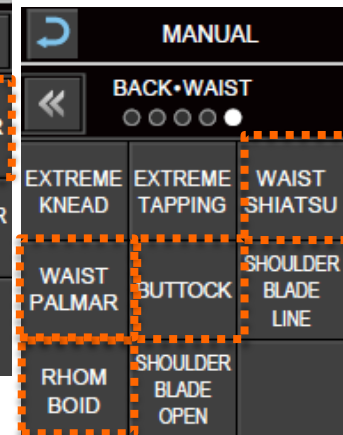 MANUAL
BACK•WAIST
EXTREME
KNEAD
EXTREME
TAPPING
WAIST
SHIATSU
WAIST
PALMAR
BUTTOCK
SHOULDER
BLADE
LINE
RHOM
BOID
SHOULDER
BLADE
OPEN
R